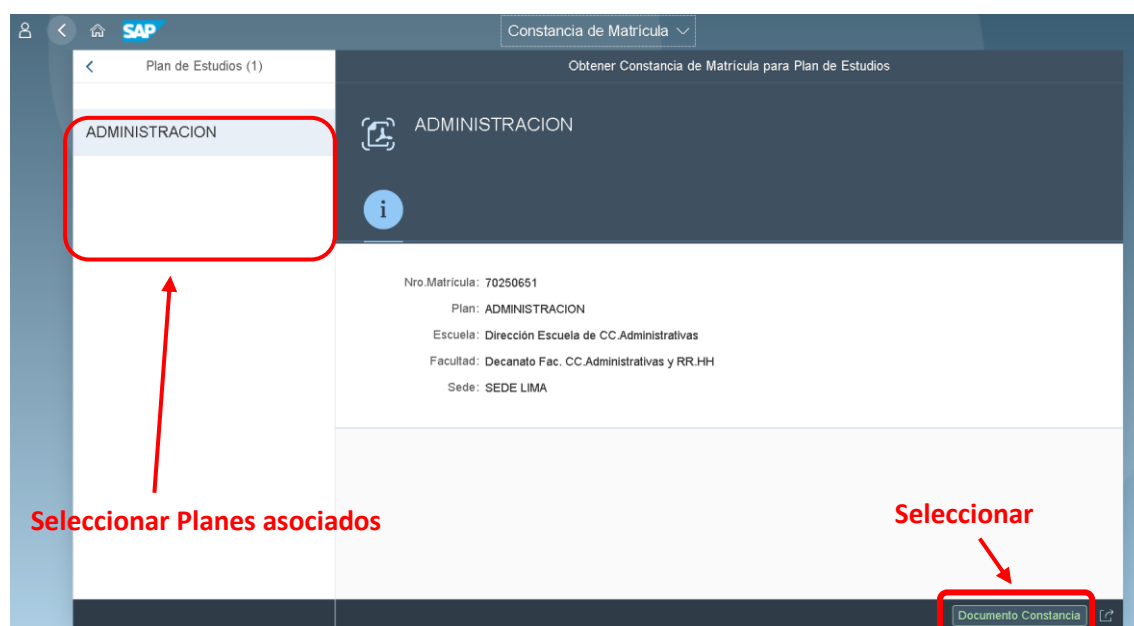 SAP
Constancia de Matrícula
Plan de Estudios (1)
Obtener Constancia de Matrícula para Plan de Estudios
ADMINISTRACION
ADMINISTRACION
i
Nro.Matrícula: 70250651
Plan: ADMINISTRACION
Escuela: Dirección Escuela de CC.Administrativas
Facultad: Decanato Fac. CC.Administrativas y RR.HH
Sede: SEDE LIMA
Seleccionar Planes asociados
Seleccionar
Documento Constancia